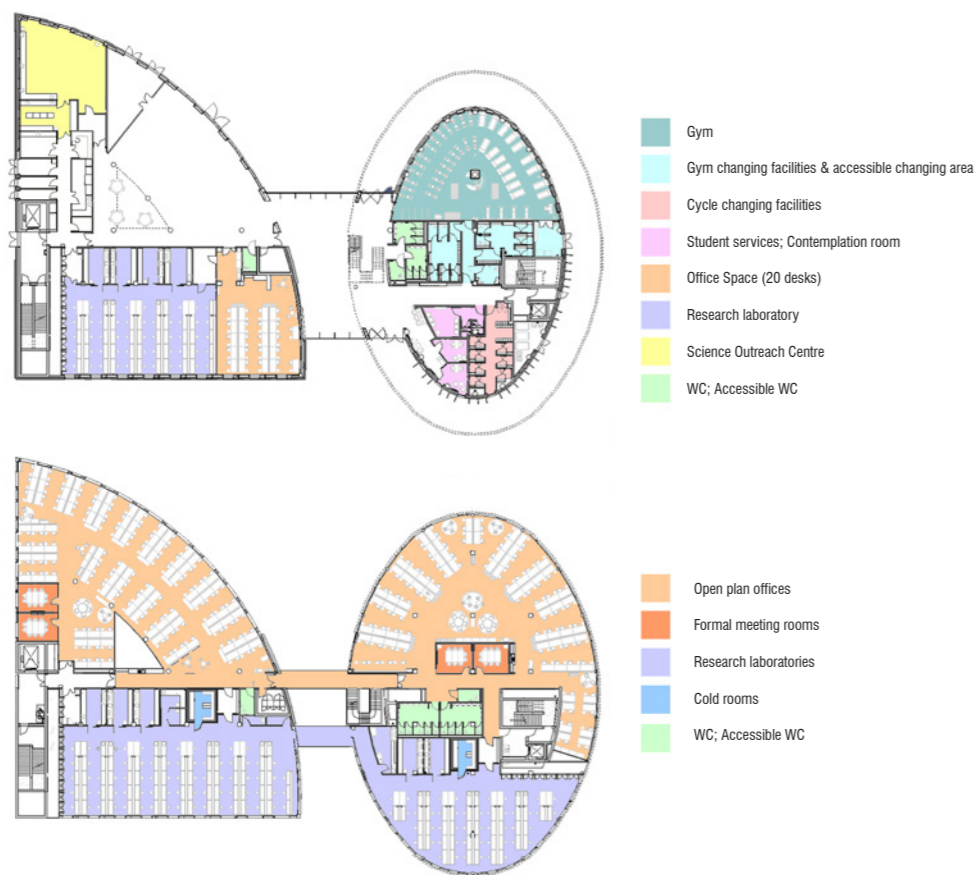 Gym
Gym changing facilities & accessible changing area
Cycle changing facilities
Student services; Contemplation room
Office Space (20 desks)
Research laboratory
Science Outreach Centre
WC; Accessible WC
Open plan offices
Formal meeting rooms
Research laboratories
Cold rooms
WC; Accessible WC